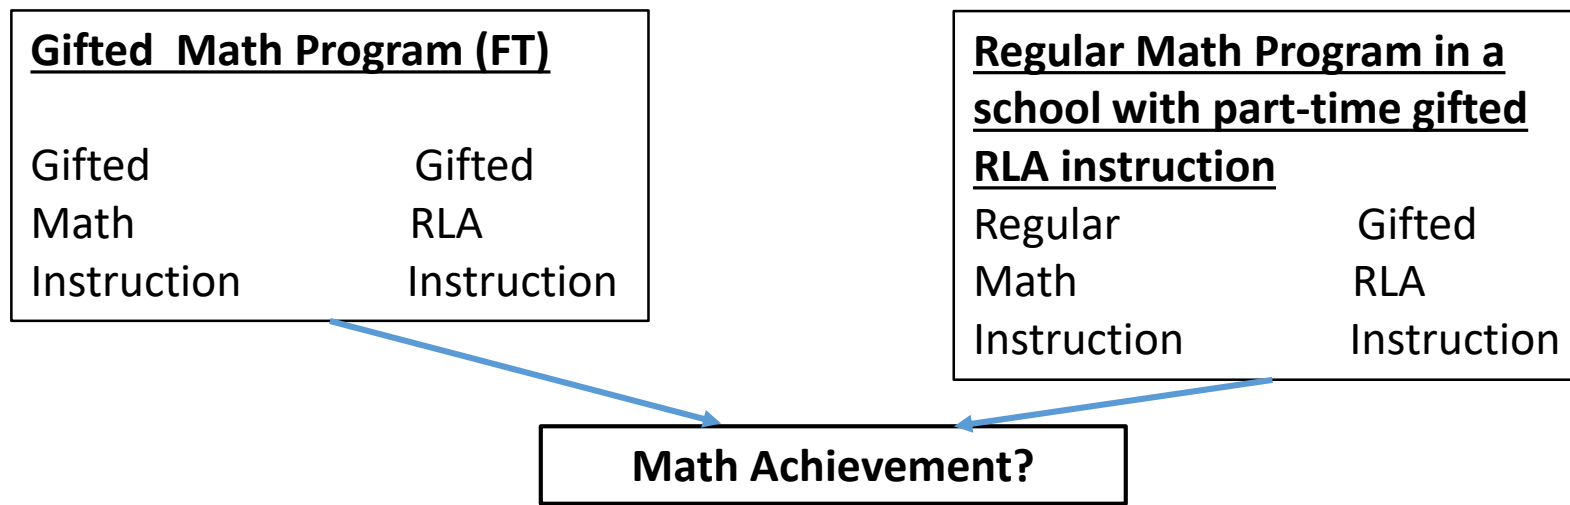 Gifted  Math Program (FT)
Gifted Gifted
Math RLA
Instruction Instruction
Regular Math Program in a
school with part-time gifted
RLA instruction
Regular Gifted
Math RLA
Instruction Instruction
Math Achievement?